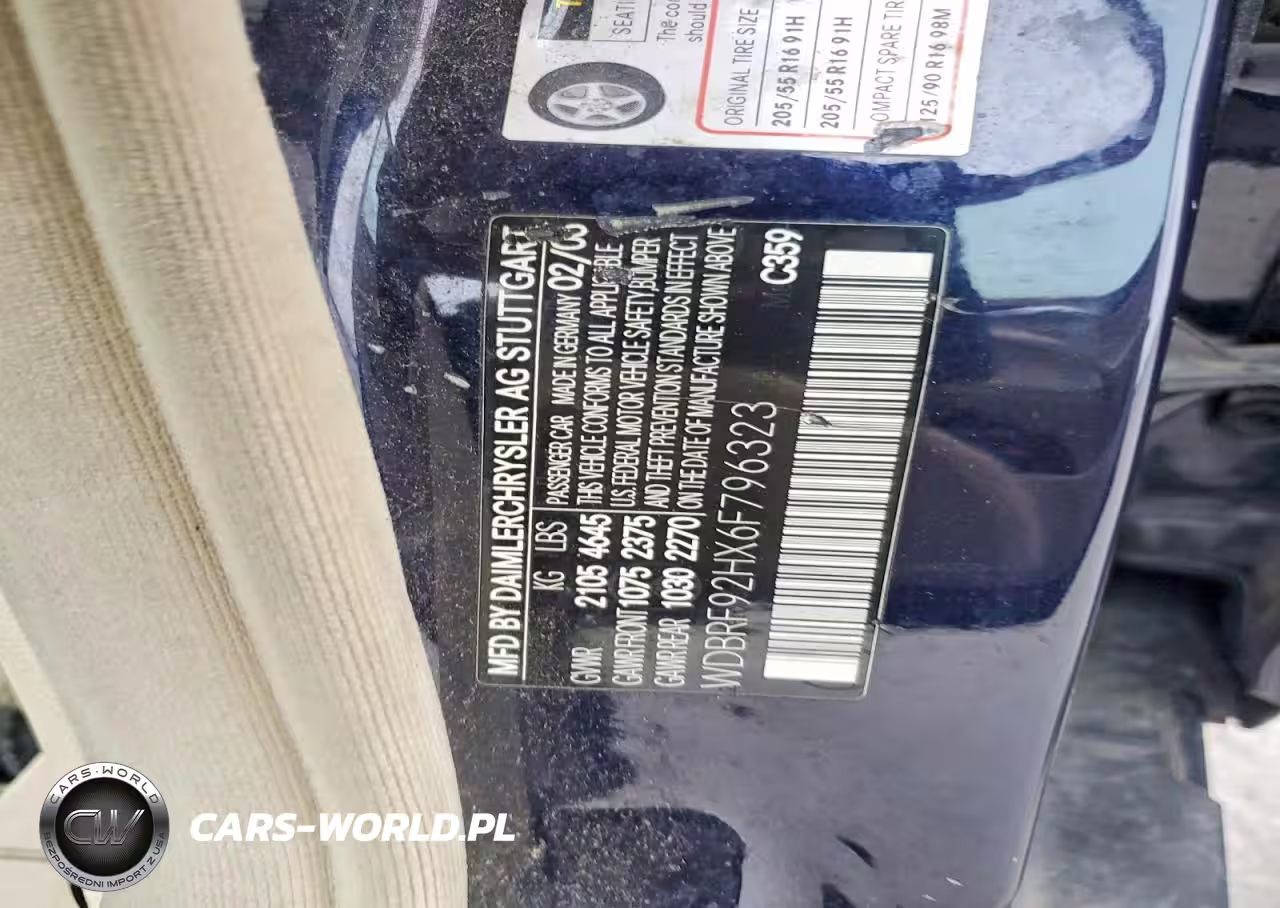 SEATI
The co
should
ORIGINAL TIRE SIZE
205/55 R16 91H
205/55 R16 91H
COMPACT SPARE TIR
125/90 R16 98M
MFD BY DAIMLERCHRYSLER AG STUTTGART
KG LBS
GVWR 2105 4645
GAWR FRONT 1075 2375
GAWR REAR 1030 2270
PASSENGER CAR MADE IN GERMANY 02/
THIS VEHICLE CONFORMS TO ALL APPLICABLE
U.S. FEDERAL MOTOR VEHICLE SAFETY, BUMPER
AND THEFT PREVENTION STANDARDS IN EFFECT
ON THE DATE OF MANUFACTURE SHOWN ABOVE
WDBRF92HX6F796323
C359
CARS-WORLD
CW
BEZPOŚREDNI IMPORT Z USA
CARS-WORLD.PL